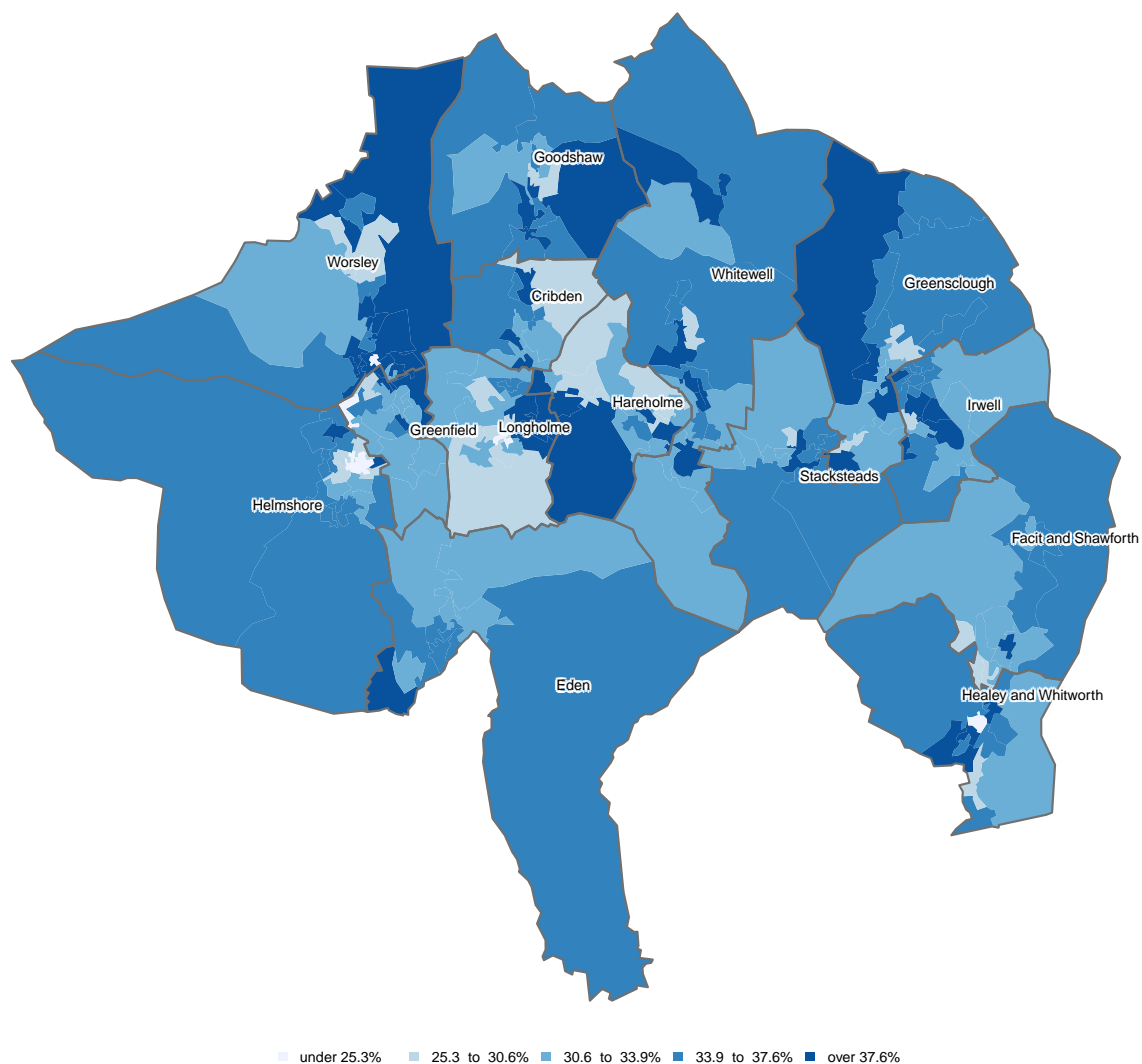 Goodshaw
Worsley
Whitewell
Greensclough
Cribden
Hareholme
Irwell
Greenfield
Longholme
Stacksteads
Helmshore
Facit and Shawforth
Eden
Healey and Whitworth
under 25.3% 25.3 to 30.6% 30.6 to 33.9% 33.9 to 37.6% over 37.6%